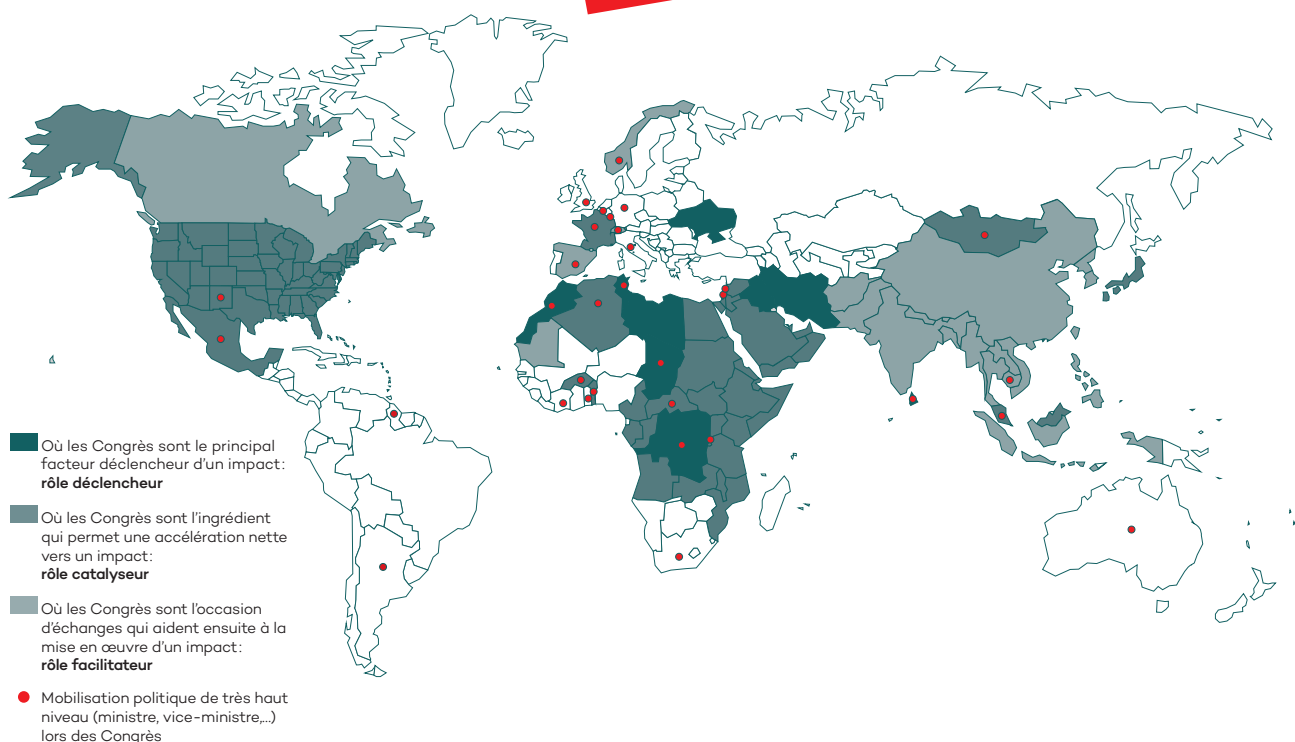 Où les Congrès sont le principal
facteur déclencheur d’un impact :
rôle déclencheur
Où les Congrès sont l’ingrédient
qui permet une accélération nette
vers un impact :
rôle catalyseur
Où les Congrès sont l’occasion
d’échanges qui aident ensuite à la
mise en œuvre d’un impact :
rôle facilitateur
Mobilisation politique de très haut
niveau (ministre, vice-ministre,...)
lors des Congrès